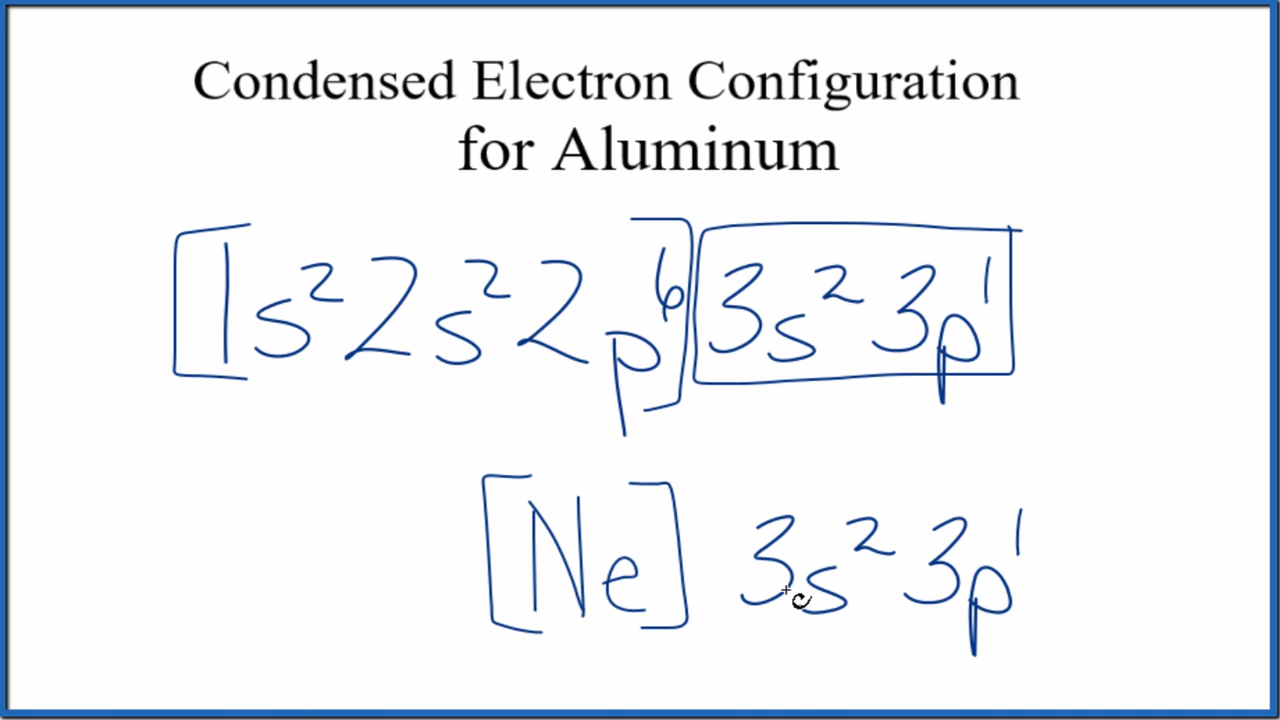 Condensed Electron Configuration
for Aluminum
[1s²2s²2p⁶] 3s²3p¹
[Ne] 3s²3p¹